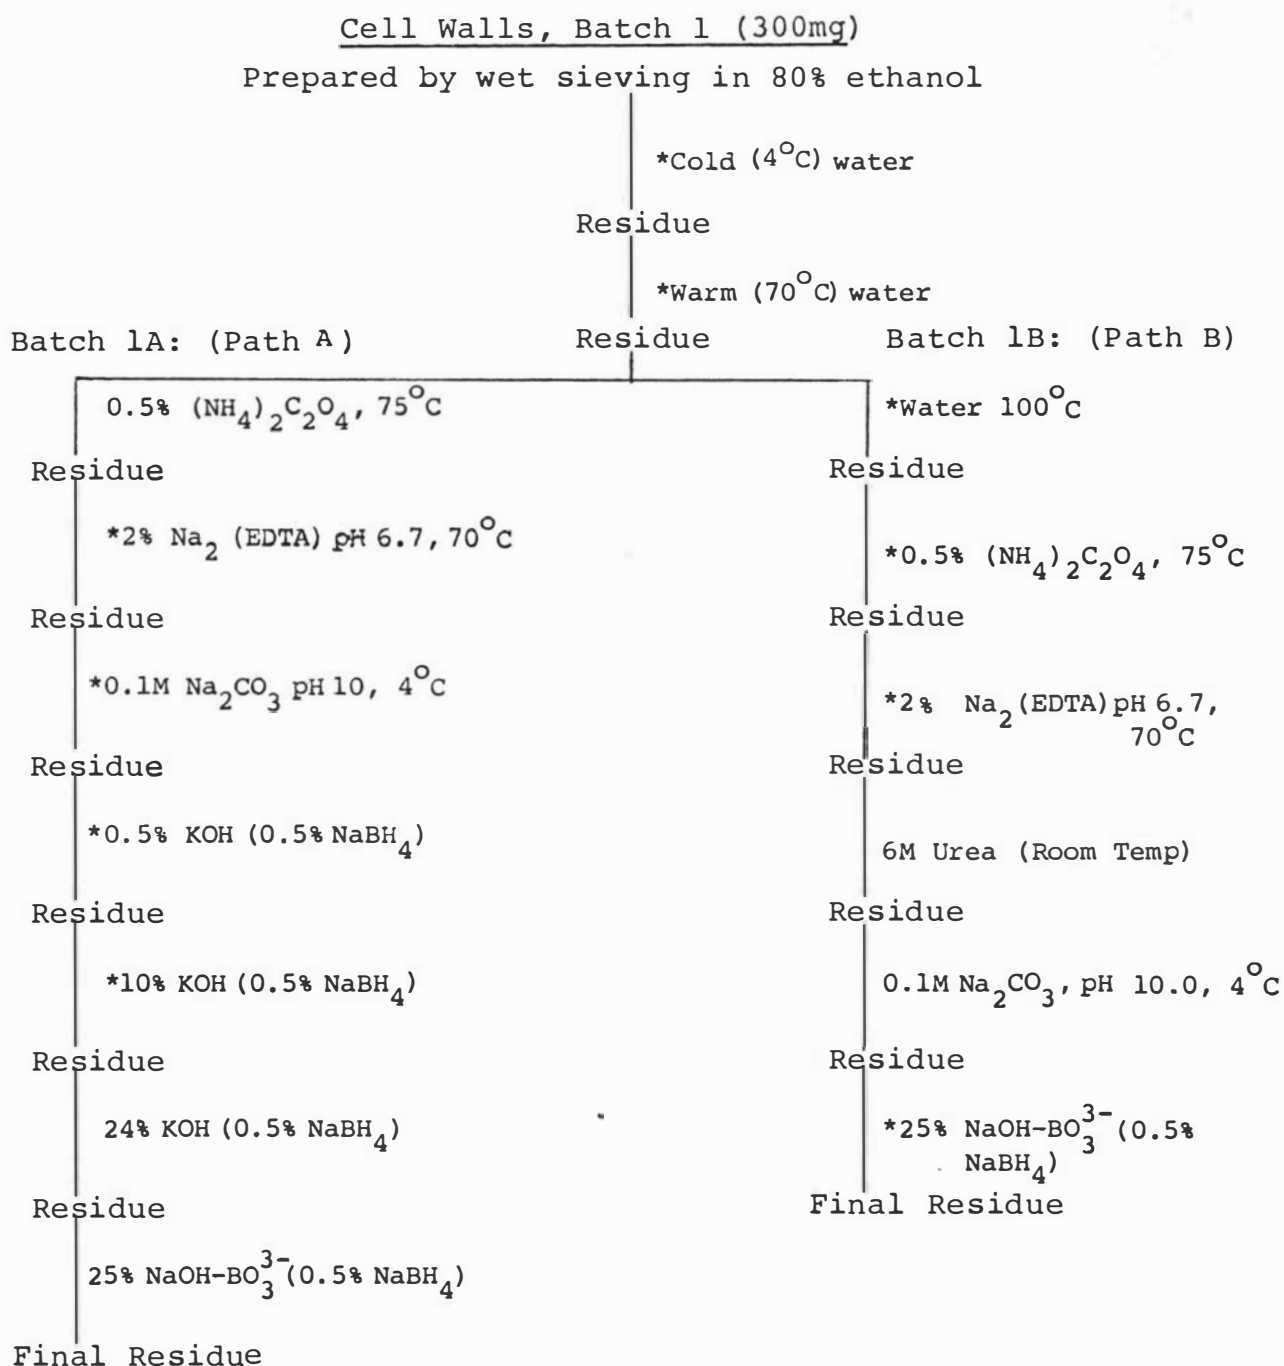 Cell Walls, Batch 1 (300mg)
Prepared by wet sieving in 80% ethanol
*Cold (4°C) water
Residue
*Warm (70°C) water
Residue
Batch 1A: (Path A)
0.5% (NH₄)₂C₂O₄, 75°C
Residue
*2% Na₂ (EDTA) pH 6.7, 70°C
Residue
*0.1M Na₂CO₃ pH 10, 4°C
Residue
*0.5% KOH (0.5% NaBH₄)
Residue
*10% KOH (0.5% NaBH₄)
Residue
24% KOH (0.5% NaBH₄)
Residue
25% NaOH-BO₃³⁻ (0.5% NaBH₄)
Final Residue
Batch 1B: (Path B)
*Water 100°C
Residue
*0.5% (NH₄)₂C₂O₄, 75°C
Residue
*2% Na₂(EDTA) pH 6.7,
70°C
Residue
6M Urea (Room Temp)
Residue
0.1M Na₂CO₃, pH 10.0, 4°C
Residue
*25% NaOH-BO₃³⁻ (0.5%
NaBH₄)
Final Residue